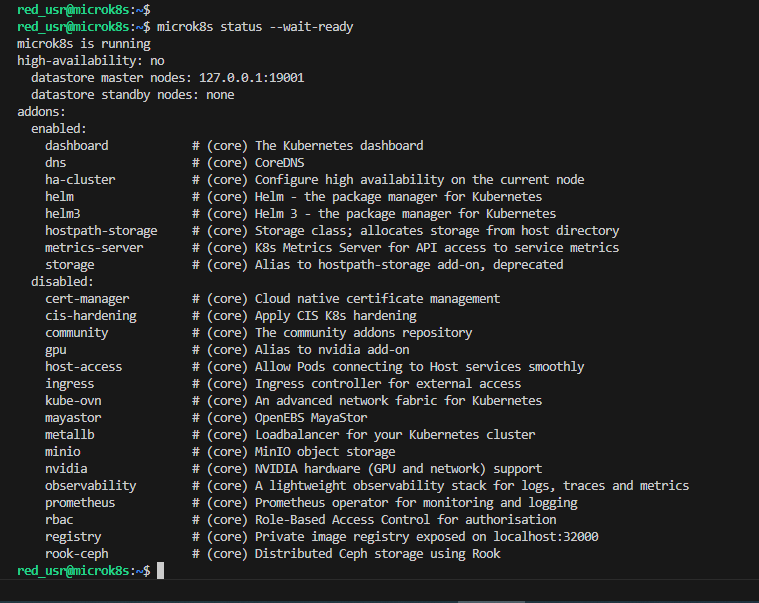 red_usr@microk8s:~$
red_usr@microk8s:~$ microk8s status --wait-ready
microk8s is running
high-availability: no
  datastore master nodes: 127.0.0.1:19001
  datastore standby nodes: none
addons:
  enabled:
    dashboard            # (core) The Kubernetes dashboard
    dns                  # (core) CoreDNS
    ha-cluster           # (core) Configure high availability on the current node
    helm                 # (core) Helm - the package manager for Kubernetes
    helm3                # (core) Helm 3 - the package manager for Kubernetes
    hostpath-storage     # (core) Storage class; allocates storage from host directory
    metrics-server       # (core) K8s Metrics Server for API access to service metrics
    storage              # (core) Alias to hostpath-storage add-on, deprecated
  disabled:
    cert-manager         # (core) Cloud native certificate management
    cis-hardening        # (core) Apply CIS K8s hardening
    community            # (core) The community addons repository
    gpu                  # (core) Alias to nvidia add-on
    host-access          # (core) Allow Pods connecting to Host services smoothly
    ingress              # (core) Ingress controller for external access
    kube-ovn             # (core) An advanced network fabric for Kubernetes
    mayastor             # (core) OpenEBS MayaStor
    metallb              # (core) Loadbalancer for your Kubernetes cluster
    minio                # (core) MinIO object storage
    nvidia               # (core) NVIDIA hardware (GPU and network) support
    observability        # (core) A lightweight observability stack for logs, traces and metrics
    prometheus           # (core) Prometheus operator for monitoring and logging
    rbac                 # (core) Role-Based Access Control for authorisation
    registry             # (core) Private image registry exposed on localhost:32000
    rook-ceph            # (core) Distributed Ceph storage using Rook
red_usr@microk8s:~$